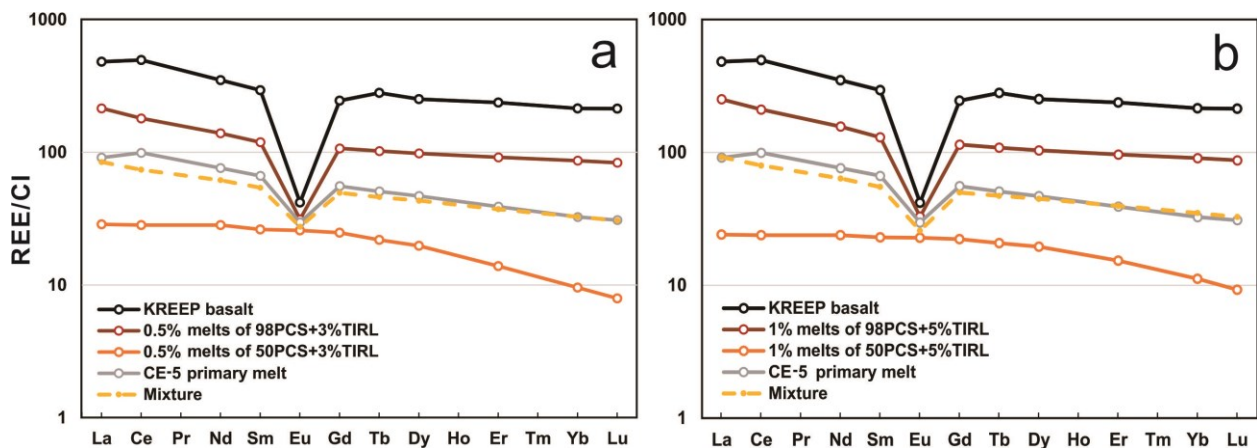 1000
a
100
10
1
REE/CI
KREEP basalt
0.5% melts of 98PCS+3%TIRL
0.5% melts of 50PCS+3%TIRL
CE-5 primary melt
Mixture
La Ce Pr Nd Sm Eu Gd Tb Dy Ho Er Tm Yb Lu
1000
b
100
10
1
KREEP basalt
1% melts of 98PCS+5%TIRL
1% melts of 50PCS+5%TIRL
CE-5 primary melt
Mixture
La Ce Pr Nd Sm Eu Gd Tb Dy Ho Er Tm Yb Lu